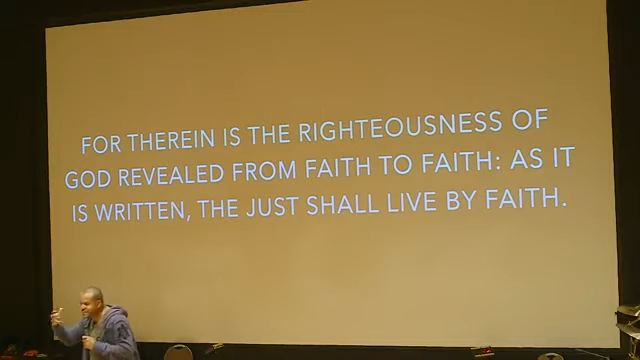 FOR THEREIN IS THE RIGHTEOUSNESS OF
GOD REVEALED FROM FAITH TO FAITH: AS IT
IS WRITTEN, THE JUST SHALL LIVE BY FAITH.